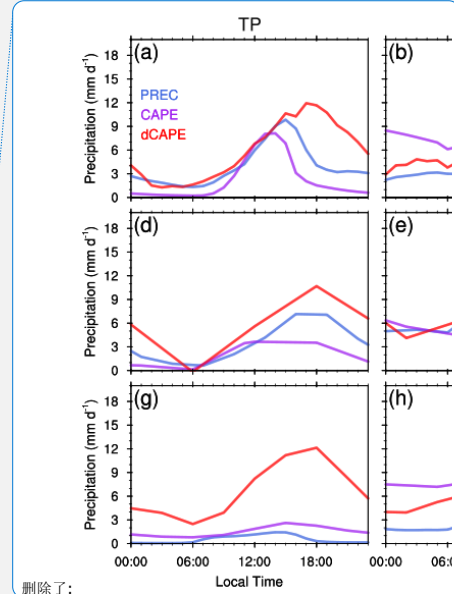 TP
(a)
(b)
Precipitation (mm d⁻¹)
18
15
12
9
6
3
0
PREC
CAPE
dCAPE
(d)
(e)
Precipitation (mm d⁻¹)
18
15
12
9
6
3
0
(g)
(h)
Precipitation (mm d⁻¹)
18
15
12
9
6
3
0
00:00 06:00 12:00 18:00 00:00 06:0
Local Time
删除了: